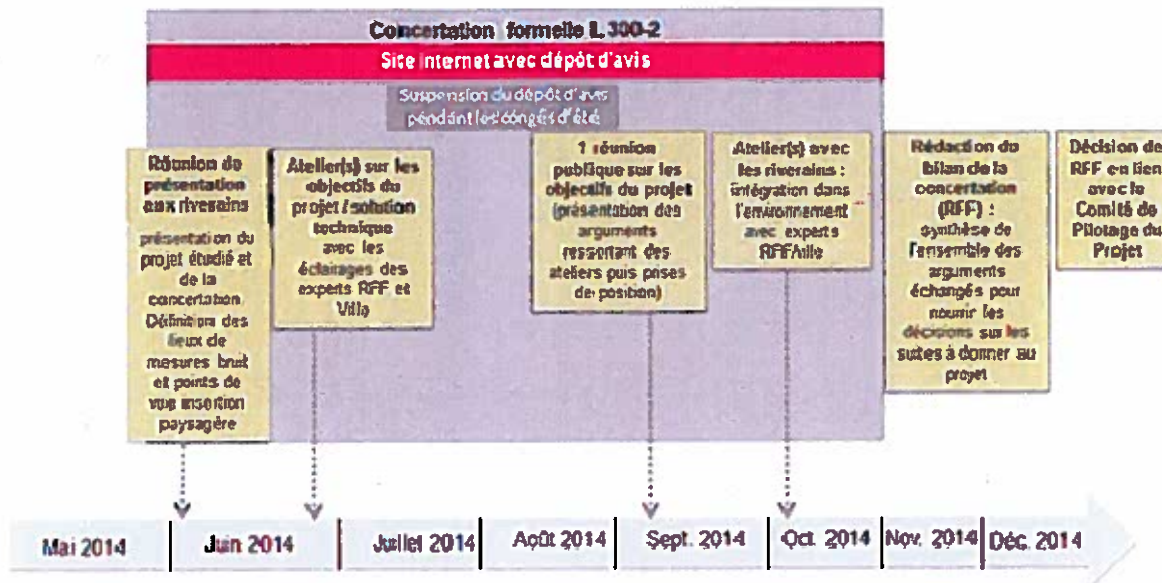 Concertation formelle L 300-2
Site Internet avec dépôt d'avis
Suspension du dépôt d'avis
pendant les congés d'été
Réunion de
présentation
aux riverains
présentation du
projet étudié et
de la
concertation
Définition des
lieux de
mesures bruit
et points de
vue insertion
paysagère
Atelier(s) sur les
objectifs du
projet / solution
technique
avec les
éclairages des
experts RFF et
Ville
1 réunion
publique sur les
objectifs du projet
(présentation des
arguments
ressortant des
ateliers puis prises
de position)
Atelier(s) avec
les riverains :
intégration dans
l'environnement
avec experts
RFF/Ville
Rédaction du
bilan de la
concertation
(RFF) :
synthèse de
l'ensemble des
arguments
échangés pour
nourrir les
décisions sur les
suites à donner au
projet
Décision de
RFF en lien
avec le
Comité de
Pilotage du
Projet
Mai 2014
Juin 2014
Juillet 2014
Août 2014
Sept. 2014
Oct. 2014
Nov. 2014
Déc. 2014